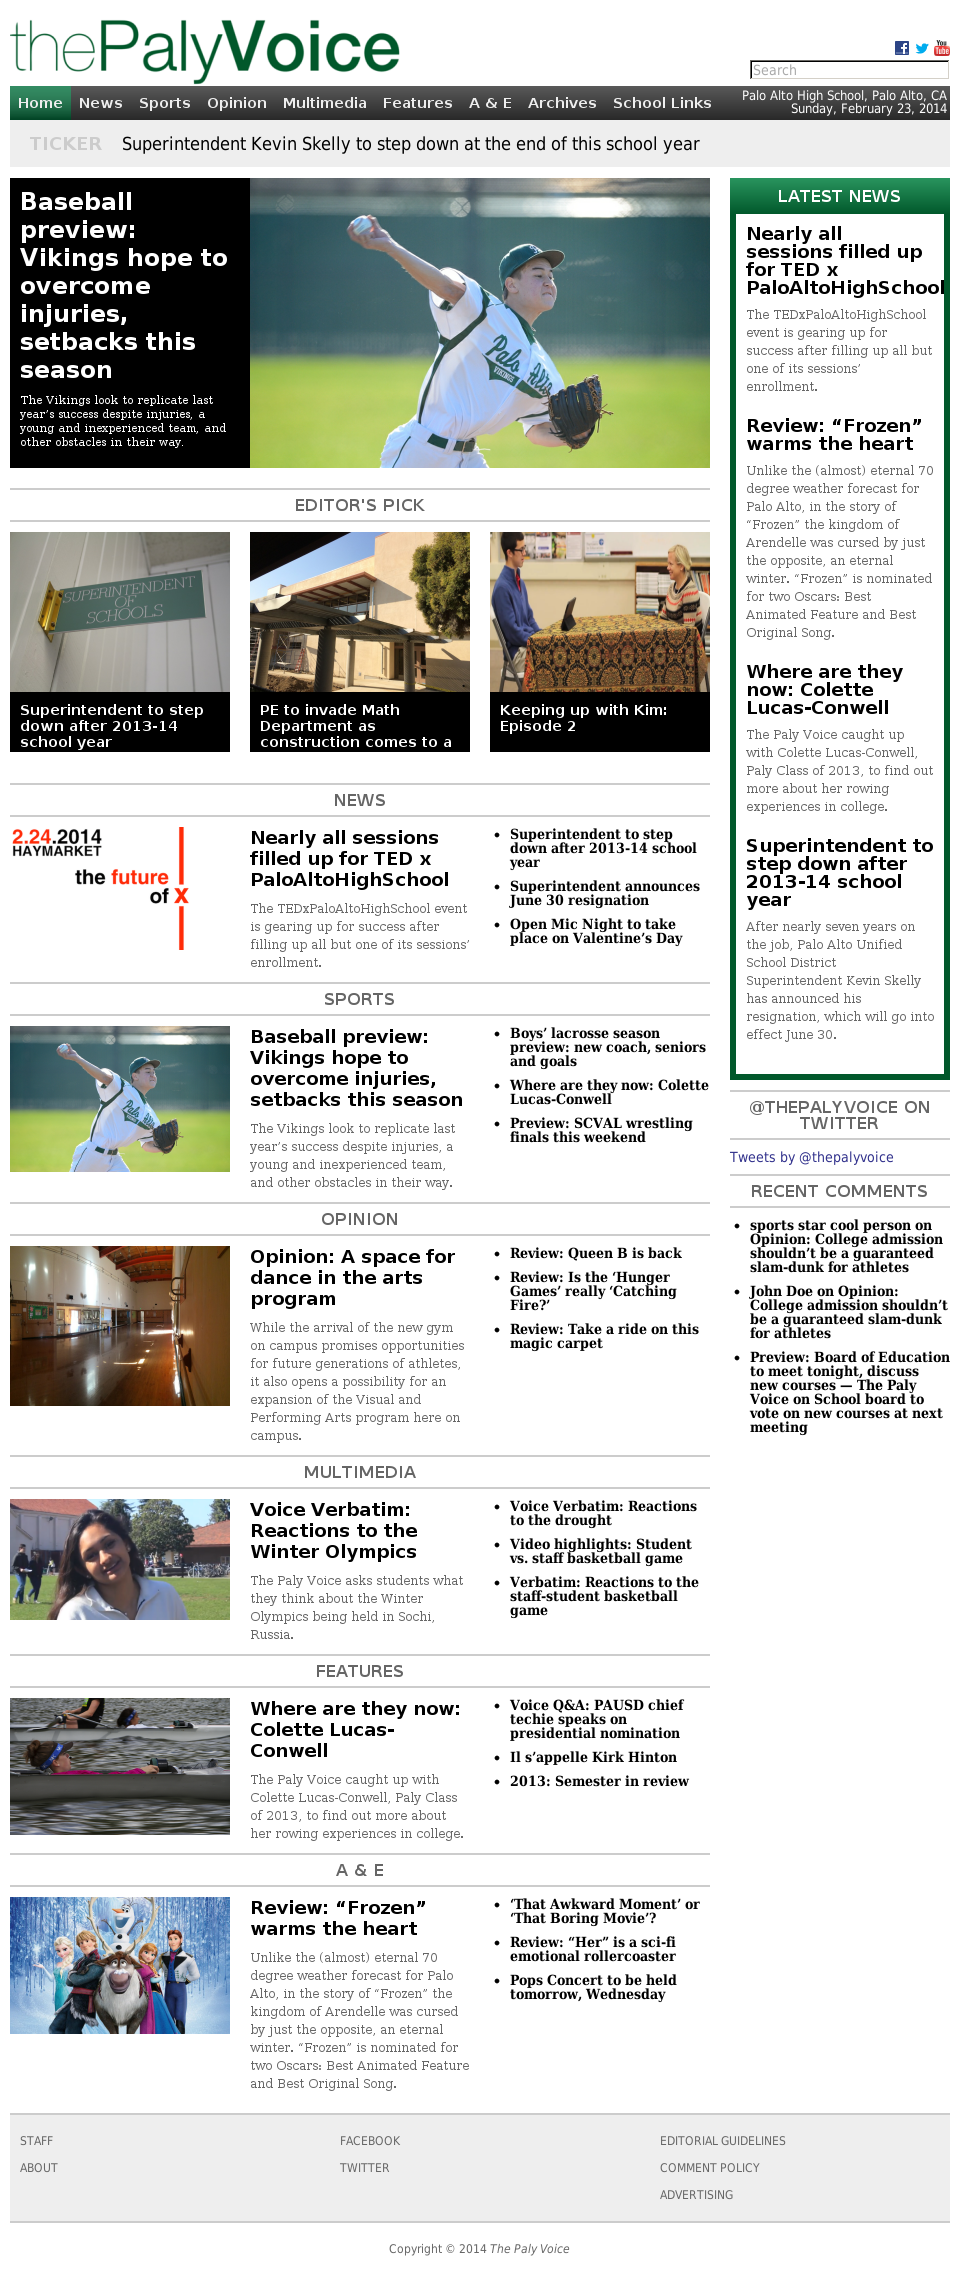 thePalyVoice
Search
Home News Sports Opinion Multimedia Features A & E Archives School Links
Palo Alto High School, Palo Alto, CA
Sunday, February 23, 2014
TICKER Superintendent Kevin Skelly to step down at the end of this school year
Baseball
preview:
Vikings hope to
overcome
injuries,
setbacks this
season
The Vikings look to replicate last
year’s success despite injuries, a
young and inexperienced team, and
other obstacles in their way.
Palo Alto
VIKINGS
EDITOR'S PICK
SUPERINTENDENT
OF
SCHOOLS
Superintendent to step
down after 2013-14
school year
PE to invade Math
Department as
construction comes to a
Keeping up with Kim:
Episode 2
NEWS
2.24.2014
HAYMARKET
the future
of X
Nearly all sessions
filled up for TED x
PaloAltoHighSchool
The TEDxPaloAltoHighSchool event
is gearing up for success after
filling up all but one of its sessions’
enrollment.
• Superintendent to step
down after 2013-14 school
year
• Superintendent announces
June 30 resignation
• Open Mic Night to take
place on Valentine’s Day
SPORTS
Palo Alto
Baseball preview:
Vikings hope to
overcome injuries,
setbacks this season
The Vikings look to replicate last
year’s success despite injuries, a
young and inexperienced team,
and other obstacles in their way.
• Boys’ lacrosse season
preview: new coach, seniors
and goals
• Where are they now: Colette
Lucas-Conwell
• Preview: SCVAL wrestling
finals this weekend
OPINION
Opinion: A space for
dance in the arts
program
While the arrival of the new gym
on campus promises opportunities
for future generations of athletes,
it also opens a possibility for an
expansion of the Visual and
Performing Arts program here on
campus.
• Review: Queen B is back
• Review: Is the ‘Hunger
Games’ really ‘Catching
Fire?’
• Review: Take a ride on this
magic carpet
MULTIMEDIA
Voice Verbatim:
Reactions to the
Winter Olympics
The Paly Voice asks students what
they think about the Winter
Olympics being held in Sochi,
Russia.
• Voice Verbatim: Reactions
to the drought
• Video highlights: Student
vs. staff basketball game
• Verbatim: Reactions to the
staff-student basketball
game
FEATURES
Where are they now:
Colette Lucas-
Conwell
The Paly Voice caught up with
Colette Lucas-Conwell, Paly Class
of 2013, to find out more about
her rowing experiences in college.
• Voice Q&A: PAUSD chief
techie speaks on
presidential nomination
• Il s’appelle Kirk Hinton
• 2013: Semester in review
A & E
Review: “Frozen”
warms the heart
Unlike the (almost) eternal 70
degree weather forecast for Palo
Alto, in the story of “Frozen” the
kingdom of Arendelle was cursed
by just the opposite, an eternal
winter. “Frozen” is nominated for
two Oscars: Best Animated Feature
and Best Original Song.
• ‘That Awkward Moment’ or
‘That Boring Movie’?
• Review: “Her” is a sci-fi
emotional rollercoaster
• Pops Concert to be held
tomorrow, Wednesday
LATEST NEWS
Nearly all
sessions filled up
for TED x
PaloAltoHighSchool
The TEDxPaloAltoHighSchool
event is gearing up for
success after filling up all but
one of its sessions’
enrollment.
Review: “Frozen”
warms the heart
Unlike the (almost) eternal 70
degree weather forecast for
Palo Alto, in the story of
“Frozen” the kingdom of
Arendelle was cursed by just
the opposite, an eternal
winter. “Frozen” is nominated
for two Oscars: Best
Animated Feature and Best
Original Song.
Where are they
now: Colette
Lucas-Conwell
The Paly Voice caught up
with Colette Lucas-Conwell,
Paly Class of 2013, to find out
more about her rowing
experiences in college.
Superintendent to
step down after
2013-14 school
year
After nearly seven years on
the job, Palo Alto Unified
School District
Superintendent Kevin Skelly
has announced his
resignation, which will go into
effect June 30.
@THEPALYVOICE ON
TWITTER
Tweets by @thepalyvoice
RECENT COMMENTS
• sports star cool person on
Opinion: College admission
shouldn’t be a guaranteed
slam-dunk for athletes
• John Doe on Opinion:
College admission shouldn’t
be a guaranteed slam-dunk
for athletes
• Preview: Board of Education
to meet tonight, discuss
new courses — The Paly
Voice on School board to
vote on new courses at next
meeting
STAFF
ABOUT
FACEBOOK
TWITTER
EDITORIAL GUIDELINES
COMMENT POLICY
ADVERTISING
Copyright © 2014 The Paly Voice